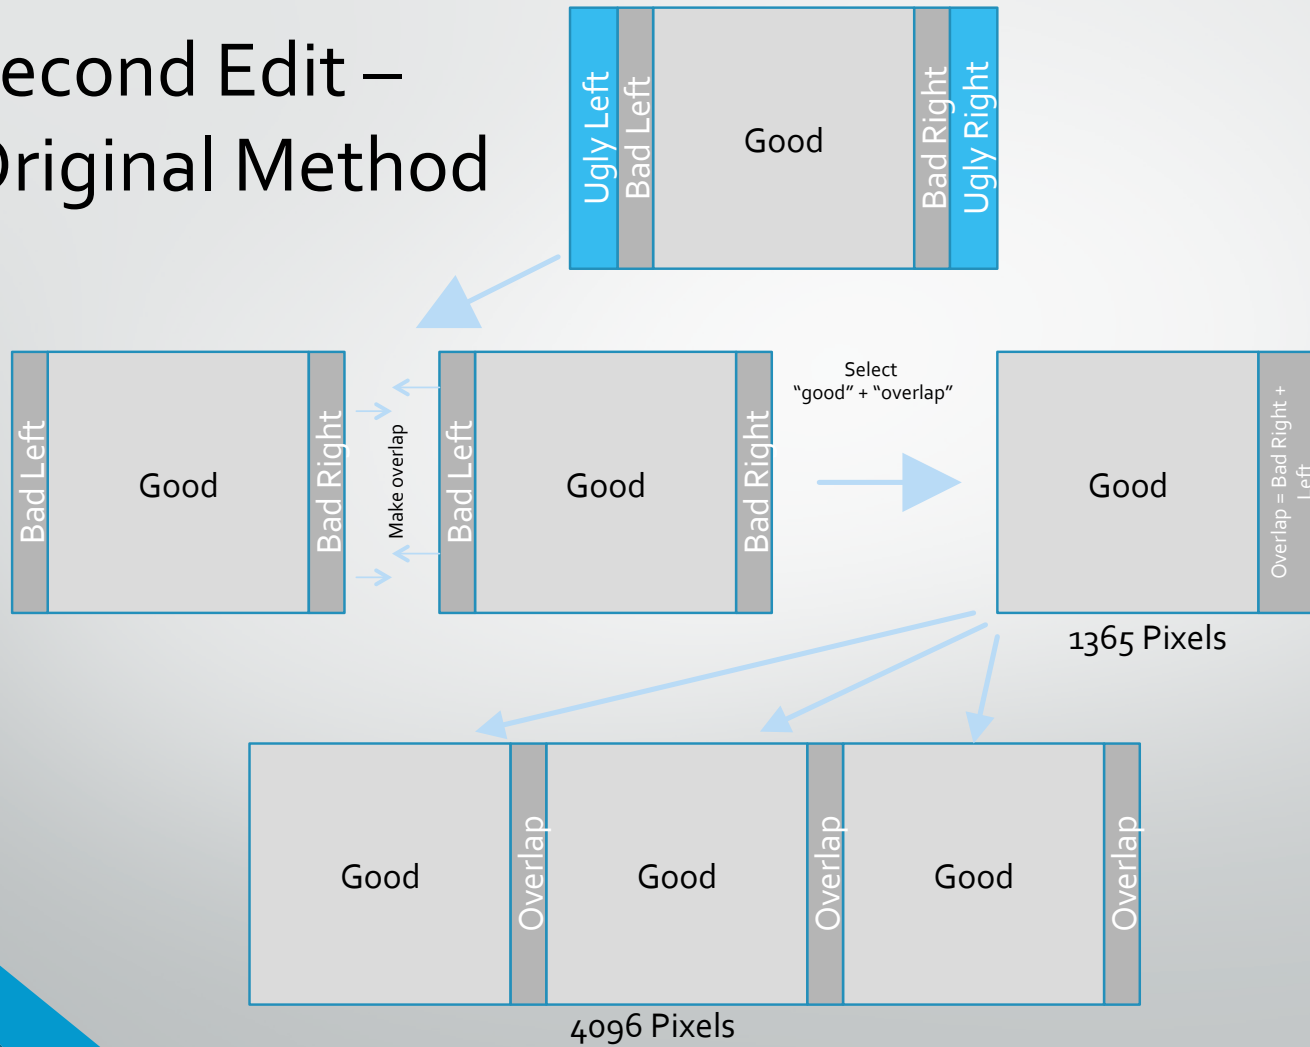 econd Edit –
Original Method
Ugly Left
Bad Left
Good
Bad Right
Ugly Right
Bad Left
Good
Bad Right
Make overlap
Bad Left
Good
Bad Right
Select
“good” + “overlap”
Good
Overlap = Bad Right +
Left
1365 Pixels
Good
Overlap
Good
Overlap
Good
Overlap
4096 Pixels